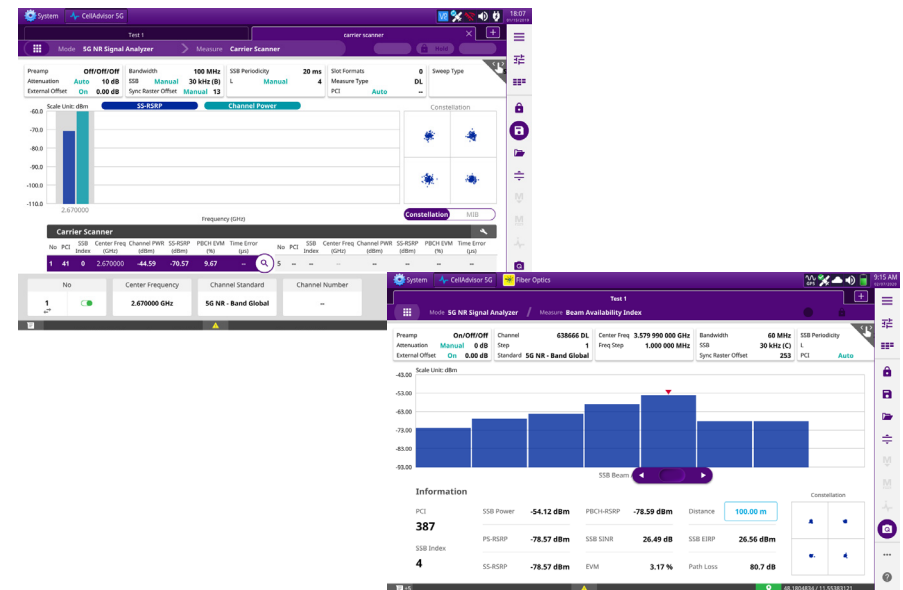 System CellAdvisor 5G VR 18:07
01/15/2019
Test 1 carrier scanner × +
Mode 5G NR Signal Analyzer Measure Carrier Scanner Hold
Preamp Off/Off/Off Bandwidth 100 MHz SSB Periodicity 20 ms Slot Formats 0 Sweep Type
Attenuation Auto 10 dB SSB Manual 30 kHz (B) L Manual 4 Measure Type DL
External Offset On 0.00 dB Sync Raster Offset Manual 13 PCI Auto --
Scale Unit: dBm SS-RSRP Channel Power Constellation
-60.0
-70.0
-80.0
-90.0
-100.0
-110.0
2.670000
Frequency (GHz)
Constellation MIB
Carrier Scanner
No PCI SSB Index Center Freq (GHz) Channel PWR (dBm) SS-RSRP (dBm) PBCH EVM (%) Time Error (μs) No PCI SSB Index Center Freq (GHz) Channel PWR (dBm) SS-RSRP (dBm) PBCH EVM (%) Time Error (μs)
1 41 0 2.670000 -44.59 -70.57 9.67 -- 5 -- -- -- -- -- -- --
No Center Frequency Channel Standard Channel Number
1 2.670000 GHz 5G NR - Band Global --
System CellAdvisor 5G Fiber Optics GPS 9:15 AM
Test 1 +
Mode 5G NR Signal Analyzer / Measure Beam Availability Index
Preamp On/Off/Off Channel 638666 DL Center Freq 3.579 990 000 GHz Bandwidth 60 MHz SSB Periodicity
Attenuation Manual 0 dB Step 1 Freq Step 1.000 000 MHz SSB 30 kHz (C) L
External Offset On 0.00 dB Standard 5G NR - Band Global Sync Raster Offset 253 PCI Auto
Scale Unit: dBm
-43.00
-53.00
-63.00
-73.00
-83.00
-93.00
SSB Beam
Information
Constellation
PCI SSB Power -54.12 dBm PBCH-RSRP -78.59 dBm Distance 100.00 m
387
PS-RSRP -78.57 dBm SSB SINR 26.49 dB SSB EIRP 26.56 dBm
SSB Index
4 SS-RSRP -78.57 dBm EVM 3.17 % Path Loss 80.7 dB
48.1804834 / 11.55383121